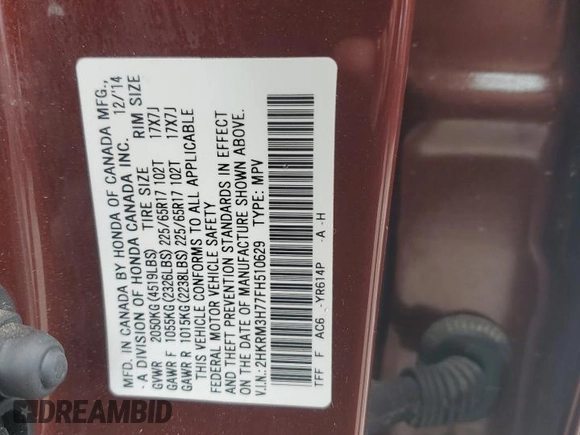 MFD. IN CANADA BY HONDA OF CANADA MFG.,
A DIVISION OF HONDA CANADA INC. 12/'14
TIRE SIZE RIM SIZE
GVWR 2050KG (4519LBS)
GAWR F 1055KG (2326LBS) 225/65R17 102T 17X7J
GAWR R 1015KG (2238LBS) 225/65R17 102T 17X7J
THIS VEHICLE CONFORMS TO ALL APPLICABLE
FEDERAL MOTOR VEHICLE SAFETY
AND THEFT PREVENTION STANDARDS IN EFFECT
ON THE DATE OF MANUFACTURE SHOWN ABOVE.
V.I.N.: 2HKRM3H77FH510629 TYPE: MPV
TFF F AC6 -YR614P -A -H
DREAMBID